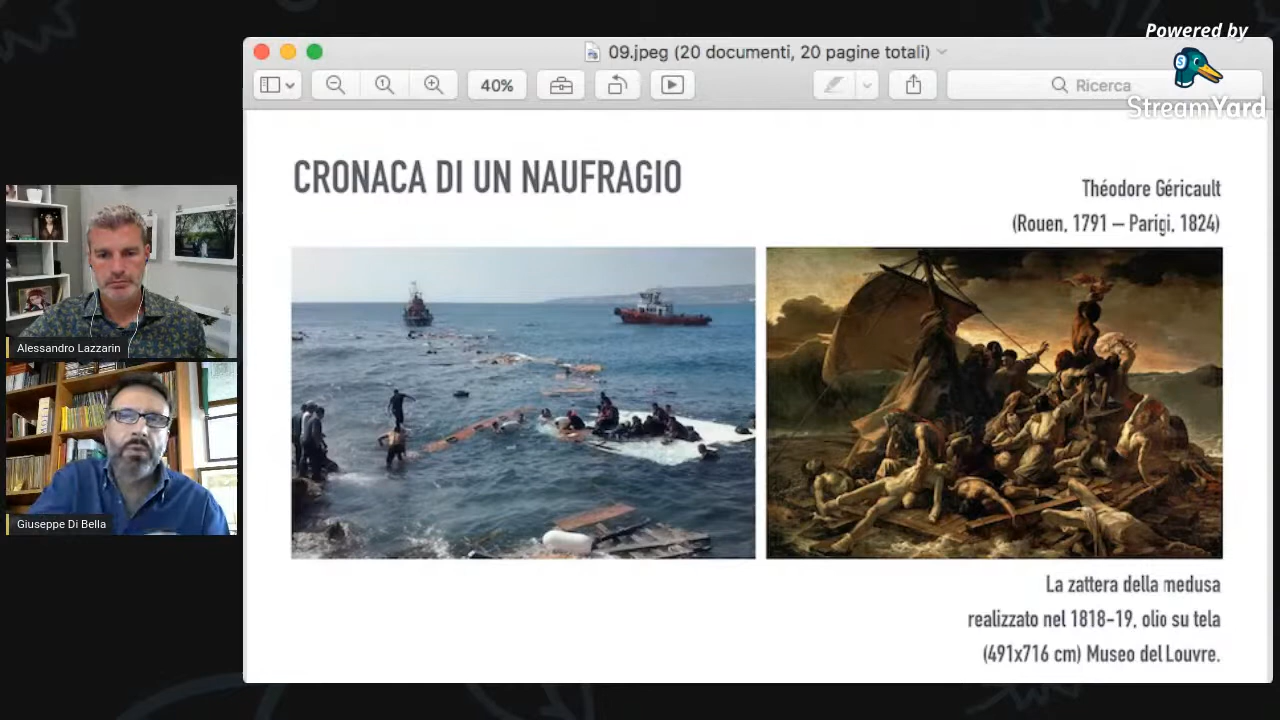 Powered by
StreamYard
09.jpeg (20 documenti, 20 pagine totali)
40%
Ricerca
CRONACA DI UN NAUFRAGIO
Théodore Géricault
(Rouen, 1791 – Parigi, 1824)
Alessandro Lazzarin
Giuseppe Di Bella
La zattera della medusa
realizzato nel 1818-19, olio su tela
(491x716 cm) Museo del Louvre.